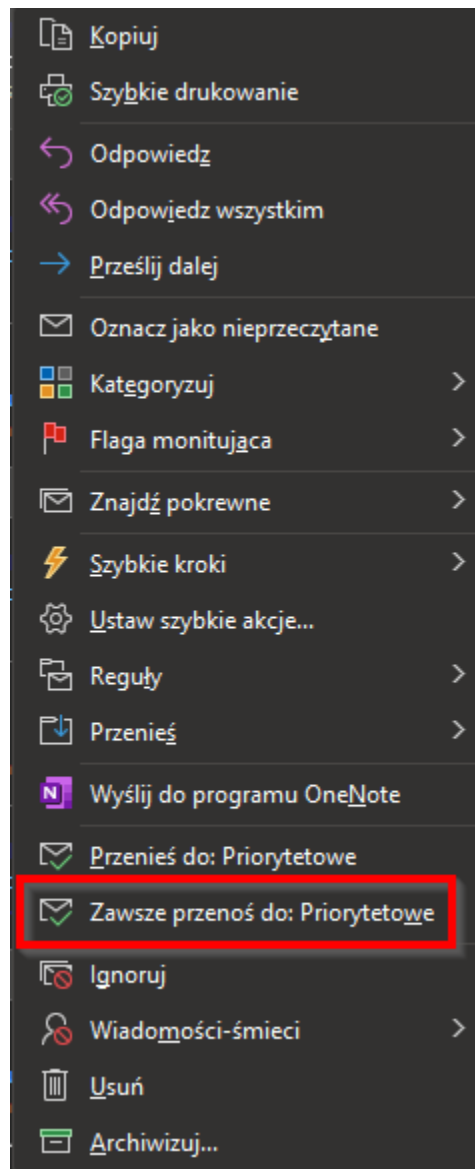 Kopiuj
Szybkie drukowanie
Odpowiedz
Odpowiedz wszystkim
Prześlij dalej
Oznacz jako nieprzeczytane
Kategoryzuj
Flaga monitująca
Znajdź pokrewne
Szybkie kroki
Ustaw szybkie akcje...
Reguły
Przenieś
Wyślij do programu OneNote
Przenieś do: Priorytetowe
Zawsze przenoś do: Priorytetowe
Ignoruj
Wiadomości-śmieci
Usuń
Archiwizuj...